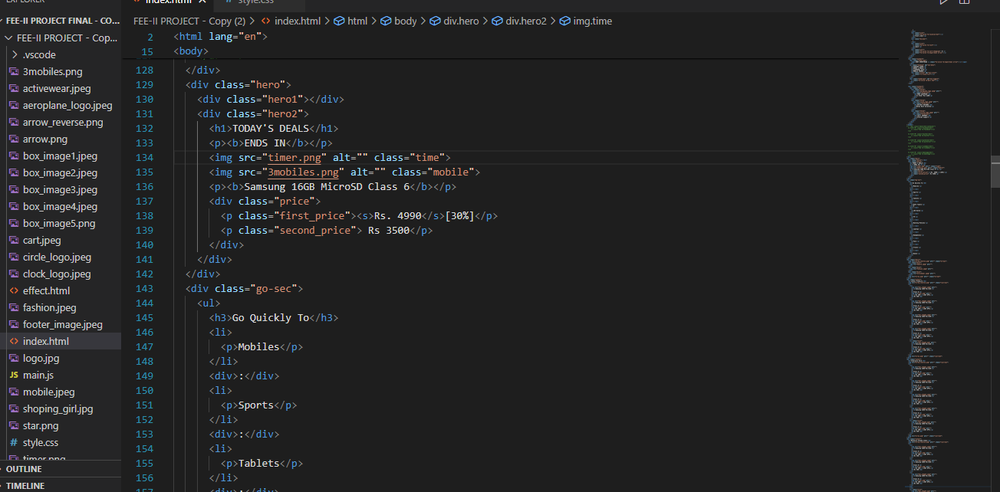 EXPLORER
index.html
# style.css
FEE-II PROJECT FINAL - CO...
FEE-II PROJECT - Copy (2) > index.html > html > body > div.hero > div.hero2 > img.time
FEE-II PROJECT - Cop...
.vscode
3mobiles.png
activewear.jpeg
aeroplane_logo.jpeg
arrow_reverse.png
arrow.png
box_image1.jpeg
box_image2.jpeg
box_image3.jpeg
box_image4.jpeg
box_image5.png
cart.jpeg
circle_logo.jpeg
clock_logo.jpeg
effect.html
fashion.jpeg
footer_image.jpeg
index.html
logo.jpg
JS main.js
mobile.jpeg
shoping_girl.jpg
star.png
# style.css
timer.png
OUTLINE
TIMELINE
2 <html lang="en">
15 <body>
128 </div>
129 <div class="hero">
130 <div class="hero1"></div>
131 <div class="hero2">
132 <h1>TODAY'S DEALS</h1>
133 <p><b>ENDS IN</b></p>
134 <img src="timer.png" alt="" class="time">
135 <img src="3mobiles.png" alt="" class="mobile">
136 <p><b>Samsung 16GB MicroSD Class 6</b></p>
137 <div class="price">
138 <p class="first_price"><s>Rs. 4990</s>[30%]</p>
139 <p class="second_price"> Rs 3500</p>
140 </div>
141 </div>
142 </div>
143 <div class="go-sec">
144 <ul>
145 <h3>Go Quickly To</h3>
146 <li>
147 <p>Mobiles</p>
148 </li>
149 <div>:</div>
150 <li>
151 <p>Sports</p>
152 </li>
153 <div>:</div>
154 <li>
155 <p>Tablets</p>
156 </li>
157 <div>:</div>